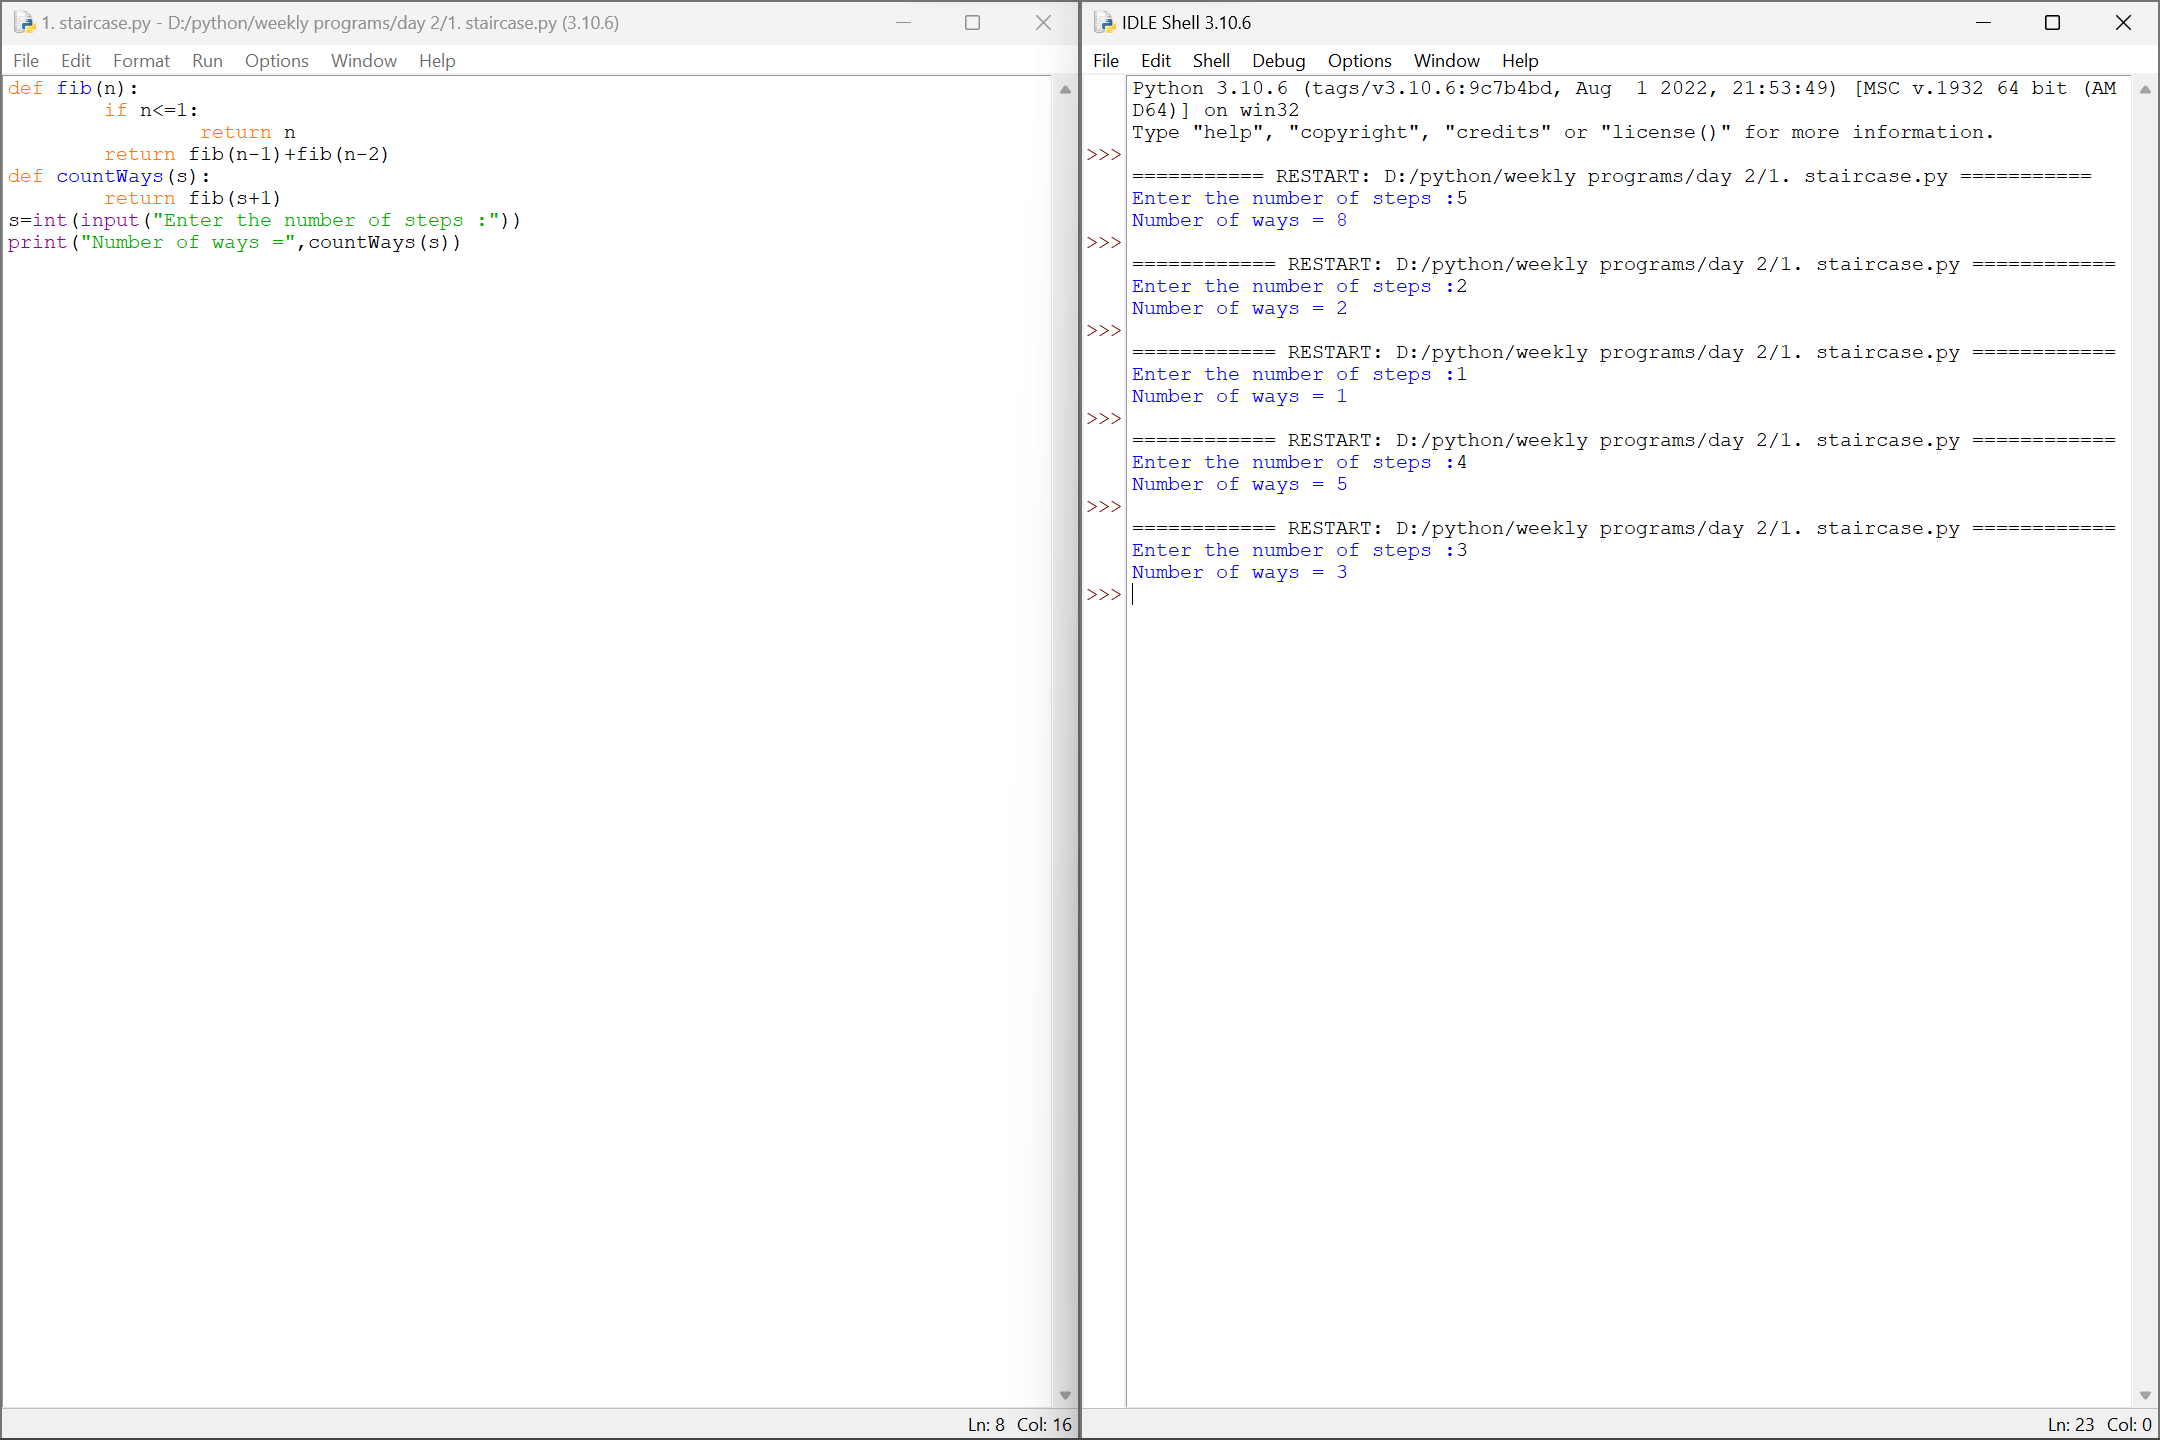 1. staircase.py - D:/python/weekly programs/day 2/1. staircase.py (3.10.6)
File Edit Format Run Options Window Help
def fib(n):
        if n<=1:
                return n
        return fib(n-1)+fib(n-2)
def countWays(s):
        return fib(s+1)
s=int(input("Enter the number of steps :"))
print("Number of ways =",countWays(s))
Ln: 8 Col: 16
IDLE Shell 3.10.6
File Edit Shell Debug Options Window Help
Python 3.10.6 (tags/v3.10.6:9c7b4bd, Aug  1 2022, 21:53:49) [MSC v.1932 64 bit (AM
D64)] on win32
Type "help", "copyright", "credits" or "license()" for more information.
>>>
=========== RESTART: D:/python/weekly programs/day 2/1. staircase.py ===========
Enter the number of steps :5
Number of ways = 8
>>>
============ RESTART: D:/python/weekly programs/day 2/1. staircase.py ============
Enter the number of steps :2
Number of ways = 2
>>>
============ RESTART: D:/python/weekly programs/day 2/1. staircase.py ============
Enter the number of steps :1
Number of ways = 1
>>>
============ RESTART: D:/python/weekly programs/day 2/1. staircase.py ============
Enter the number of steps :4
Number of ways = 5
>>>
============ RESTART: D:/python/weekly programs/day 2/1. staircase.py ============
Enter the number of steps :3
Number of ways = 3
>>>
Ln: 23 Col: 0